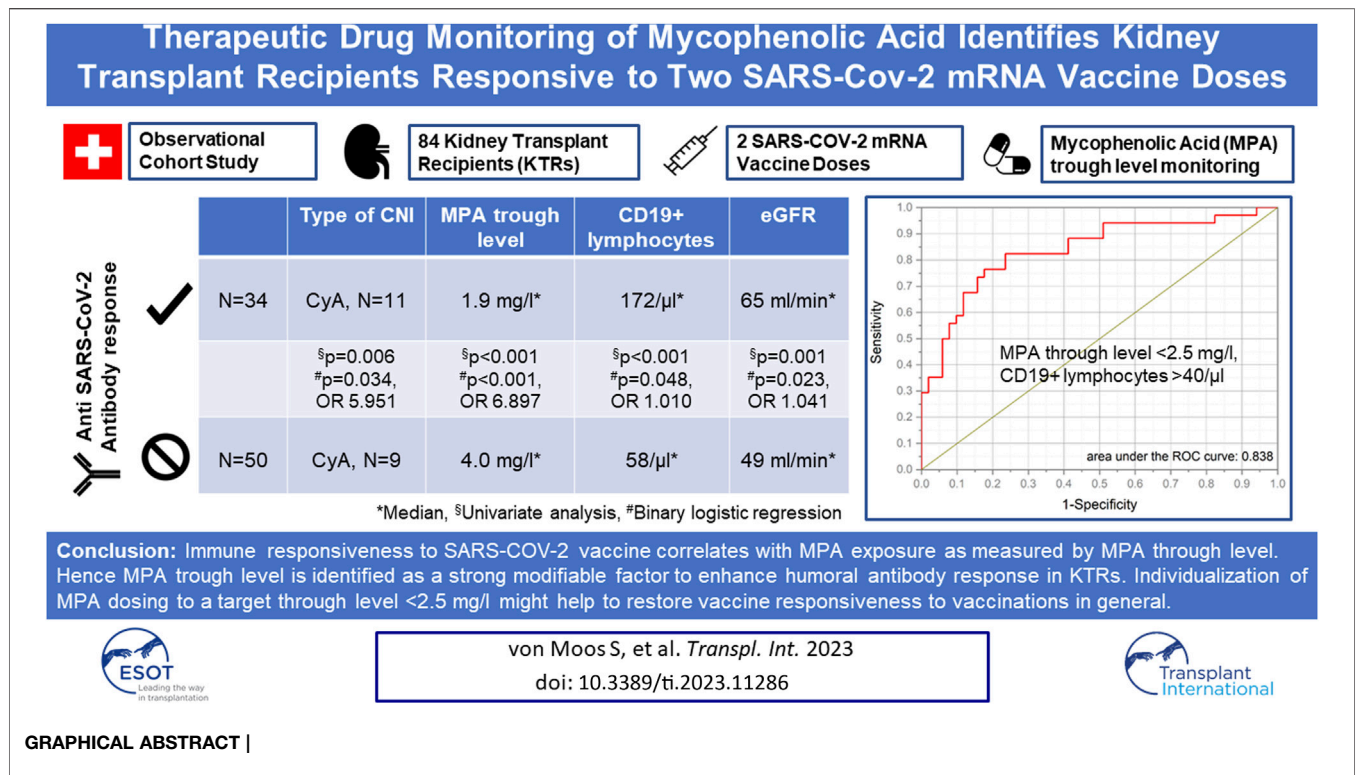 Therapeutic Drug Monitoring of Mycophenolic Acid Identifies Kidney
Transplant Recipients Responsive to Two SARS-Cov-2 mRNA Vaccine Doses
Observational
Cohort Study
84 Kidney Transplant
Recipients (KTRs)
2 SARS-COV-2 mRNA
Vaccine Doses
Mycophenolic Acid (MPA)
trough level monitoring
Anti SARS-CoV-2
Antibody response
Type of CNI
MPA trough
level
CD19+
lymphocytes
eGFR
N=34
CyA, N=11
1.9 mg/l*
172/µl*
65 ml/min*
§p=0.006
#p=0.034,
OR 5.951
§p<0.001
#p<0.001,
OR 6.897
§p<0.001
#p=0.048,
OR 1.010
§p=0.001
#p=0.023,
OR 1.041
N=50
CyA, N=9
4.0 mg/l*
58/µl*
49 ml/min*
*Median, §Univariate analysis, #Binary logistic regression
Sensitivity
1.0
0.9
0.8
0.7
0.6
0.5
0.4
0.3
0.2
0.1
0.0
MPA through level <2.5 mg/l,
CD19+ lymphocytes >40/µl
area under the ROC curve: 0.838
0.0 0.1 0.2 0.3 0.4 0.5 0.6 0.7 0.8 0.9 1.0
1-Specificity
Conclusion: Immune responsiveness to SARS-COV-2 vaccine correlates with MPA exposure as measured by MPA through level.
Hence MPA trough level is identified as a strong modifiable factor to enhance humoral antibody response in KTRs. Individualization of
MPA dosing to a target through level <2.5 mg/l might help to restore vaccine responsiveness to vaccinations in general.
ESOT
Leading the way
in transplantation
von Moos S, et al. Transpl. Int. 2023
doi: 10.3389/ti.2023.11286
Transplant
International
GRAPHICAL ABSTRACT |